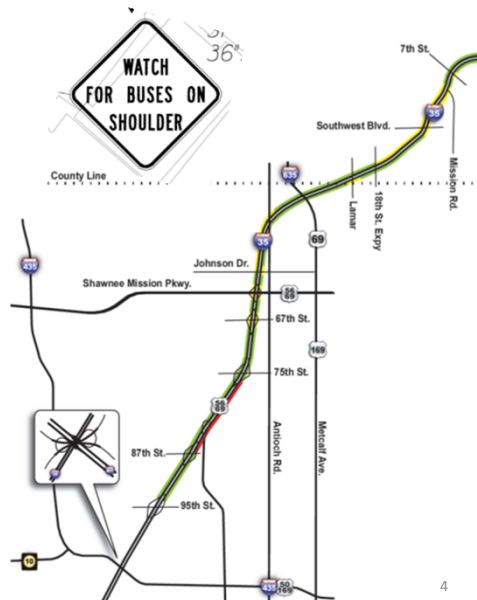 36"
WATCH
FOR BUSES ON
SHOULDER
7th St.
35
Southwest Blvd.
Mission Rd.
County Line
635
Lamar
18th St. Expy
69
35
435
Johnson Dr.
Shawnee Mission Pkwy.
56
69
67th St.
169
75th St.
56
69
Antioch Rd.
Metcalf Ave.
87th St.
95th St.
10
435
50
169
4